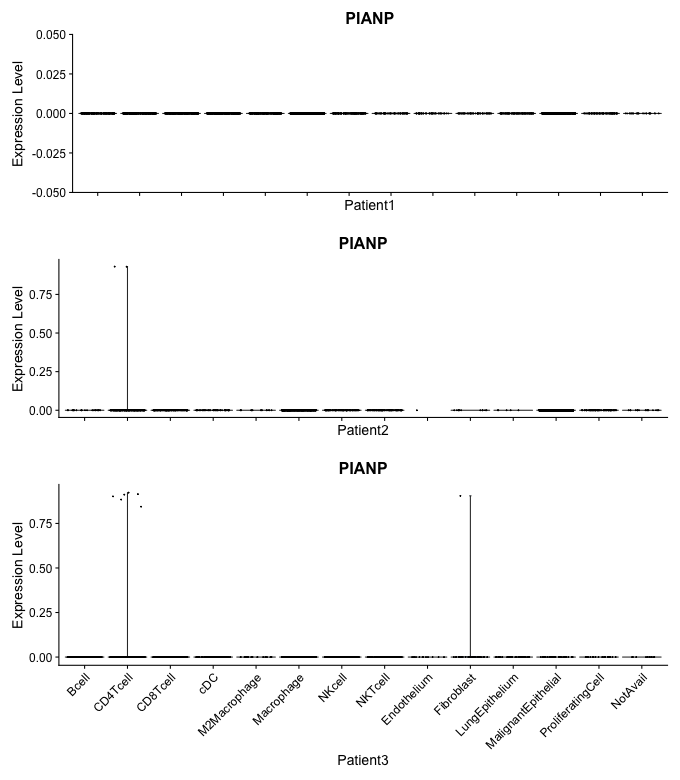 PIANP
Expression Level
0.050
0.025
0.000
-0.025
-0.050
Patient1
PIANP
Expression Level
0.75
0.50
0.25
0.00
Patient2
PIANP
Expression Level
0.75
0.50
0.25
0.00
Bcell
CD4Tcell
CD8Tcell
cDC
M2Macrophage
Macrophage
NKcell
NKTcell
Endothelium
Fibroblast
LungEpithelium
MalignantEpithelial
ProliferatingCell
NotAvail
Patient3